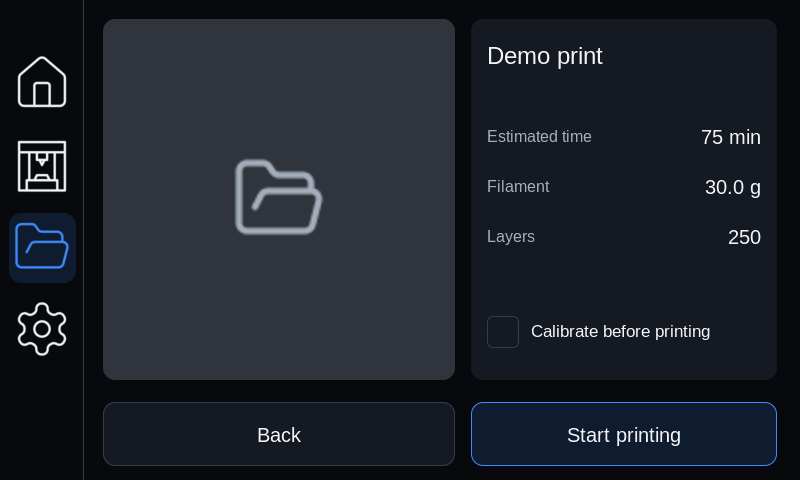 Demo print
Estimated time 75 min
Filament 30.0 g
Layers 250
Calibrate before printing
Back
Start printing